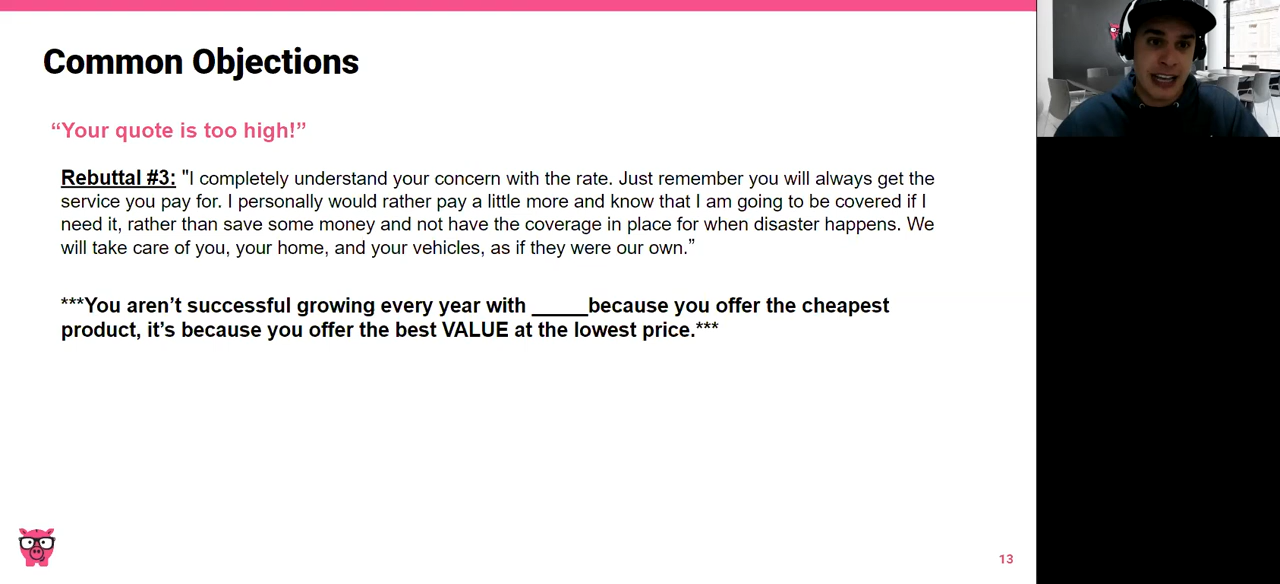 Common Objections
“Your quote is too high!”
Rebuttal #3: "I completely understand your concern with the rate. Just remember you will always get the
service you pay for. I personally would rather pay a little more and know that I am going to be covered if I
need it, rather than save some money and not have the coverage in place for when disaster happens. We
will take care of you, your home, and your vehicles, as if they were our own.”
***You aren’t successful growing every year with _____because you offer the cheapest
product, it’s because you offer the best VALUE at the lowest price.***
13